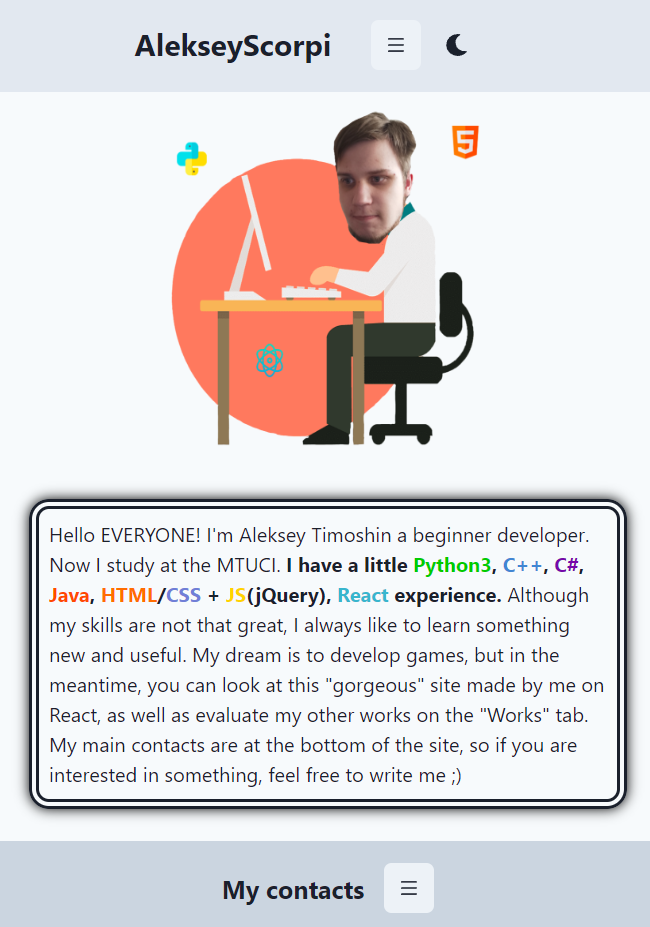 AlekseyScorpi
5
Hello EVERYONE! I'm Aleksey Timoshin a beginner developer.
Now I study at the MTUCI. I have a little Python3, C++, C#,
Java, HTML/CSS + JS(jQuery), React experience. Although
my skills are not that great, I always like to learn something
new and useful. My dream is to develop games, but in the
meantime, you can look at this "gorgeous" site made by me on
React, as well as evaluate my other works on the "Works" tab.
My main contacts are at the bottom of the site, so if you are
interested in something, feel free to write me ;)
My contacts